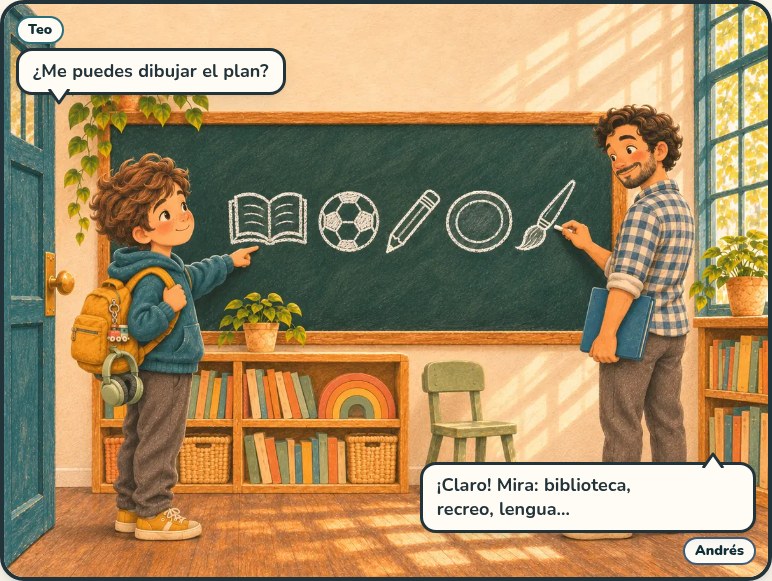 Teo
¿Me puedes dibujar el plan?
¡Claro! Mira: biblioteca,
recreo, lengua...
Andrés